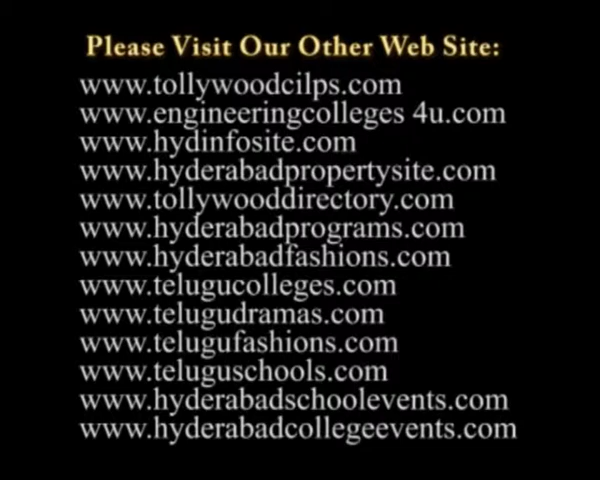 Please Visit Our Other Web Site:
www.tollywoodcilps.com
www.engineeringcolleges 4u.com
www.hydinfosite.com
www.hyderabadpropertysite.com
www.tollywooddirectory.com
www.hyderabadprograms.com
www.hyderabadfashions.com
www.telugucolleges.com
www.telugudramas.com
www.telugufashions.com
www.teluguschools.com
www.hyderabadschoolevents.com
www.hyderabadcollegeevents.com